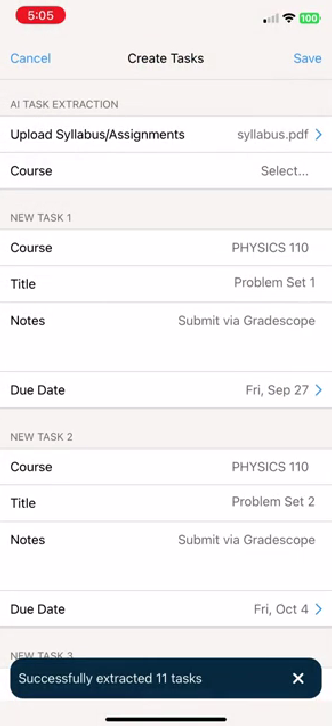 5:05
100
Cancel Create Tasks Save
AI TASK EXTRACTION
Upload Syllabus/Assignments syllabus.pdf
Course Select...
NEW TASK 1
Course PHYSICS 110
Title Problem Set 1
Notes Submit via Gradescope
Due Date Fri, Sep 27
NEW TASK 2
Course PHYSICS 110
Title Problem Set 2
Notes Submit via Gradescope
Due Date Fri, Oct 4
NEW TASK 3
Successfully extracted 11 tasks